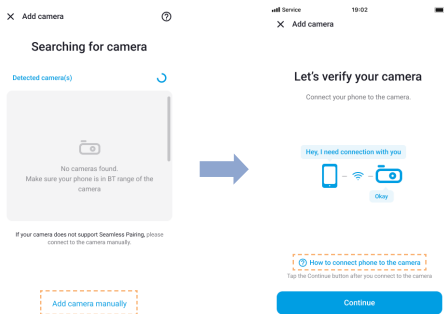 Add camera
Searching for camera
Detected camera(s)
No cameras found.
Make sure your phone is in BT range of the
camera
If your camera does not support Seamless Pairing, please
connect to the camera manually.
Add camera manually
Service 19:02
Add camera
Let's verify your camera
Connect your phone to the camera.
Hey, I need connection with you
Okay
How to connect phone to the camera
Tap the Continue button after you connect to the camera
Continue